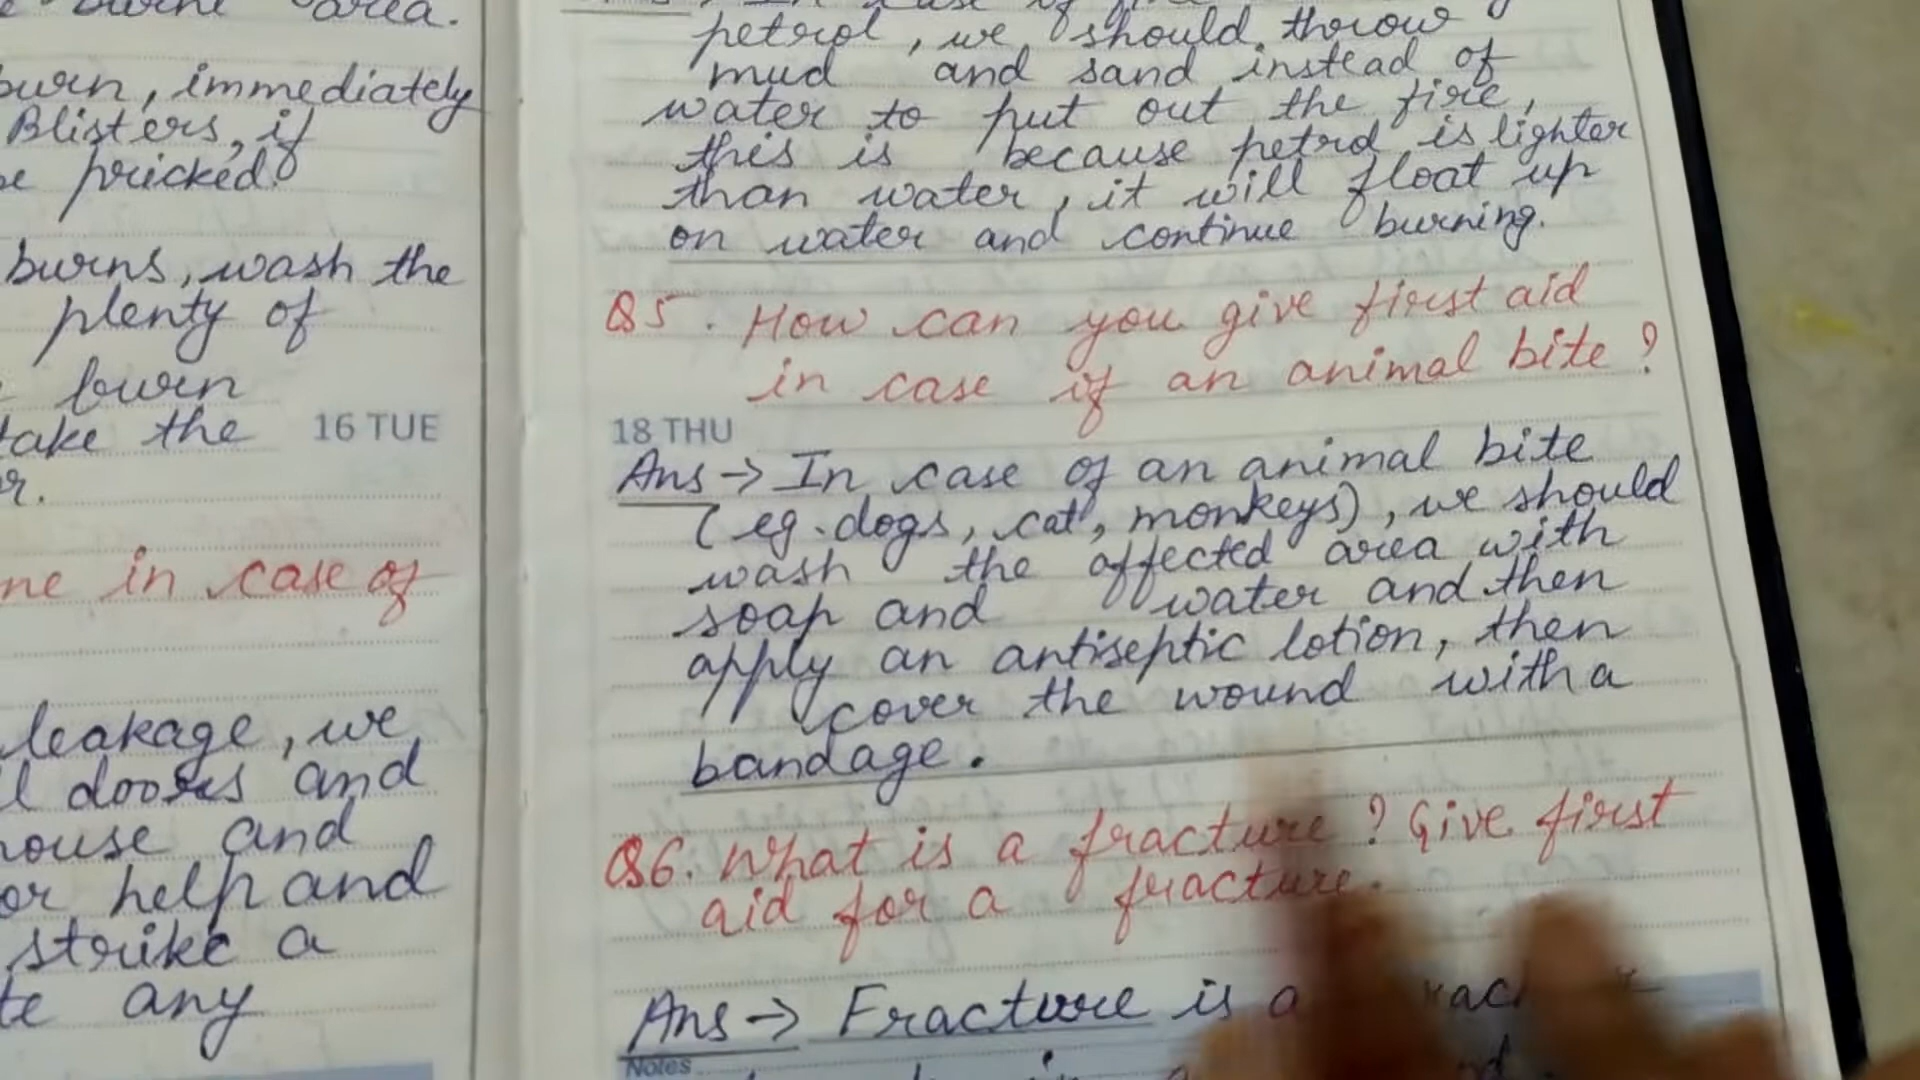 area.
burn, immediately
Blisters, if
pricked.
burns, wash the
plenty of
burn
take the
16 TUE
in case of
leakage, we
doors and
house and
or help and
strike a
any
petrol, we should throw
mud and sand instead of
water to put out the fire,
this is because petrol is lighter
than water, it will float up
on water and continue burning.
Q5. How can you give first aid
in case if an animal bite?
18 THU
Ans → In case of an animal bite
(eg. dogs, cat, monkeys), we should
wash the affected area with
soap and water and then
apply an antiseptic lotion, then
cover the wound with a
bandage.
Q6. What is a fracture? Give first
aid for a fracture.
Ans → Fracture is a
Notes